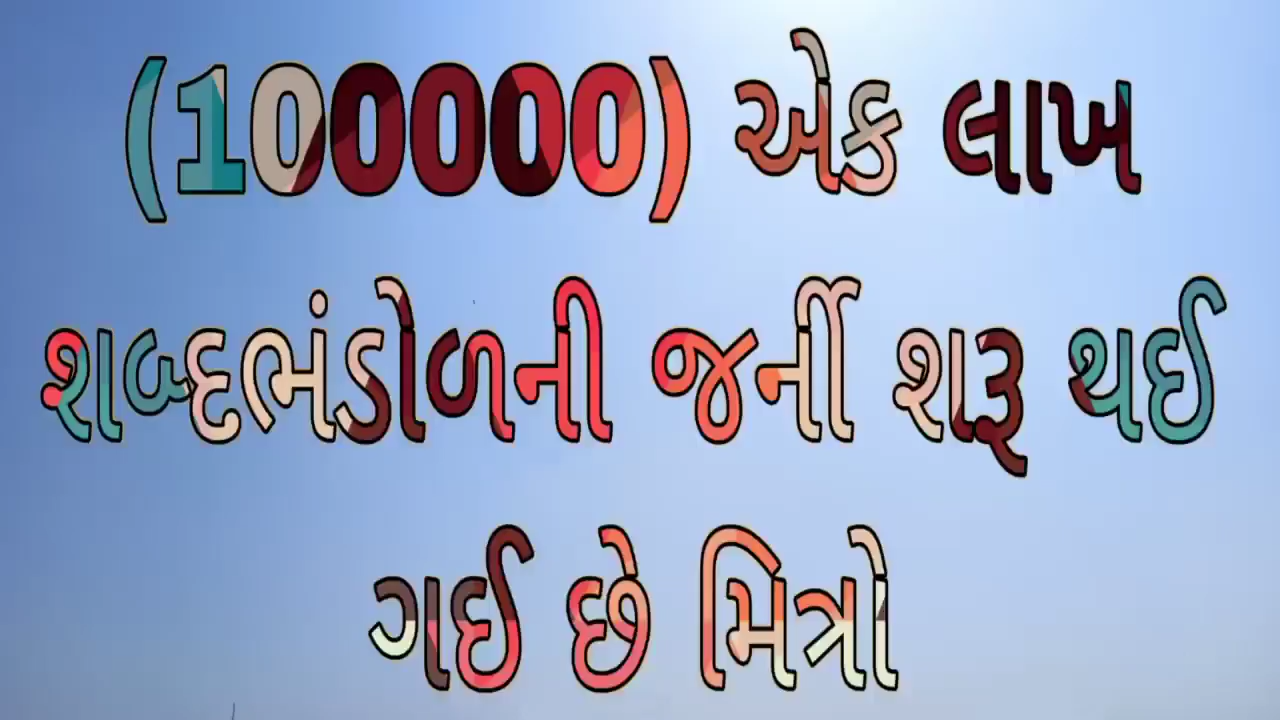 (100000) એક લાખ
શબ્દભંડોળની જર્ની શરૂ થઈ
ગઈ છે મિત્રો